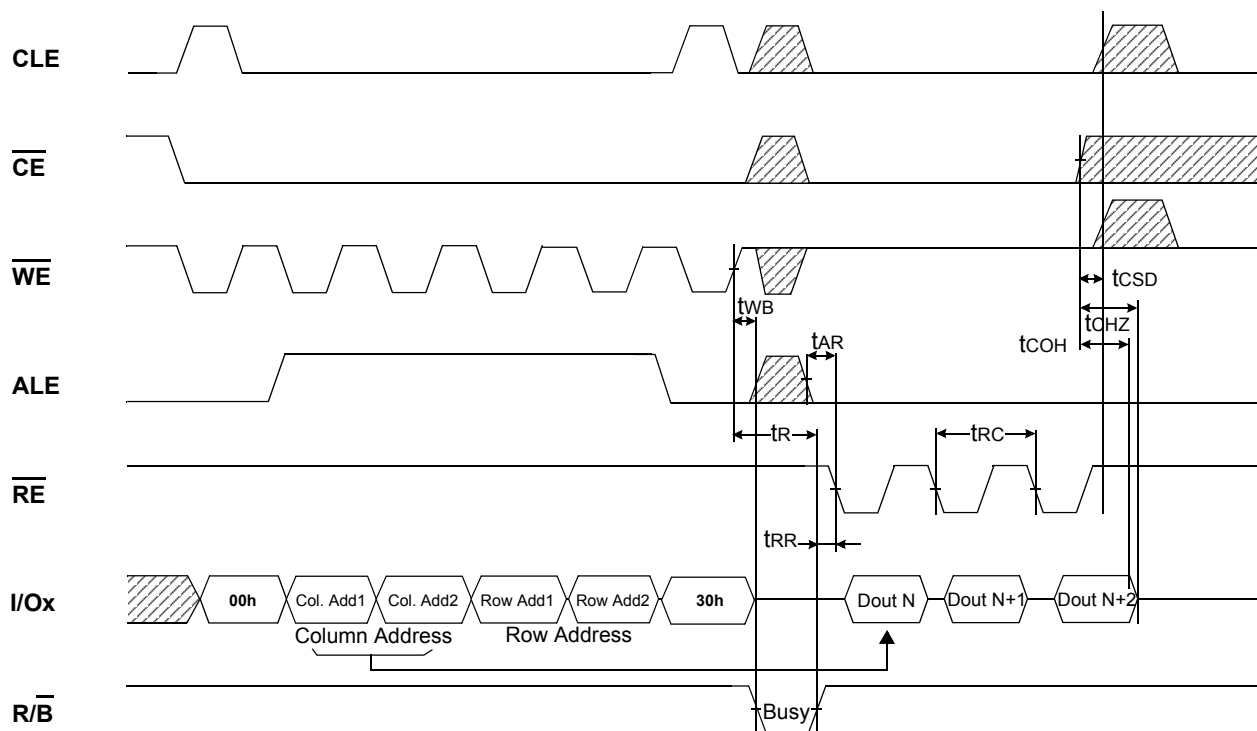 CLE
CE
WE
tCSD
tWB
tCHZ
tCOH
tAR
ALE
tR
tRC
RE
tRR
I/Ox
00h
Col. Add1
Col. Add2
Row Add1
Row Add2
30h
Dout N
Dout N+1
Dout N+2
Column Address
Row Address
R/B
Busy